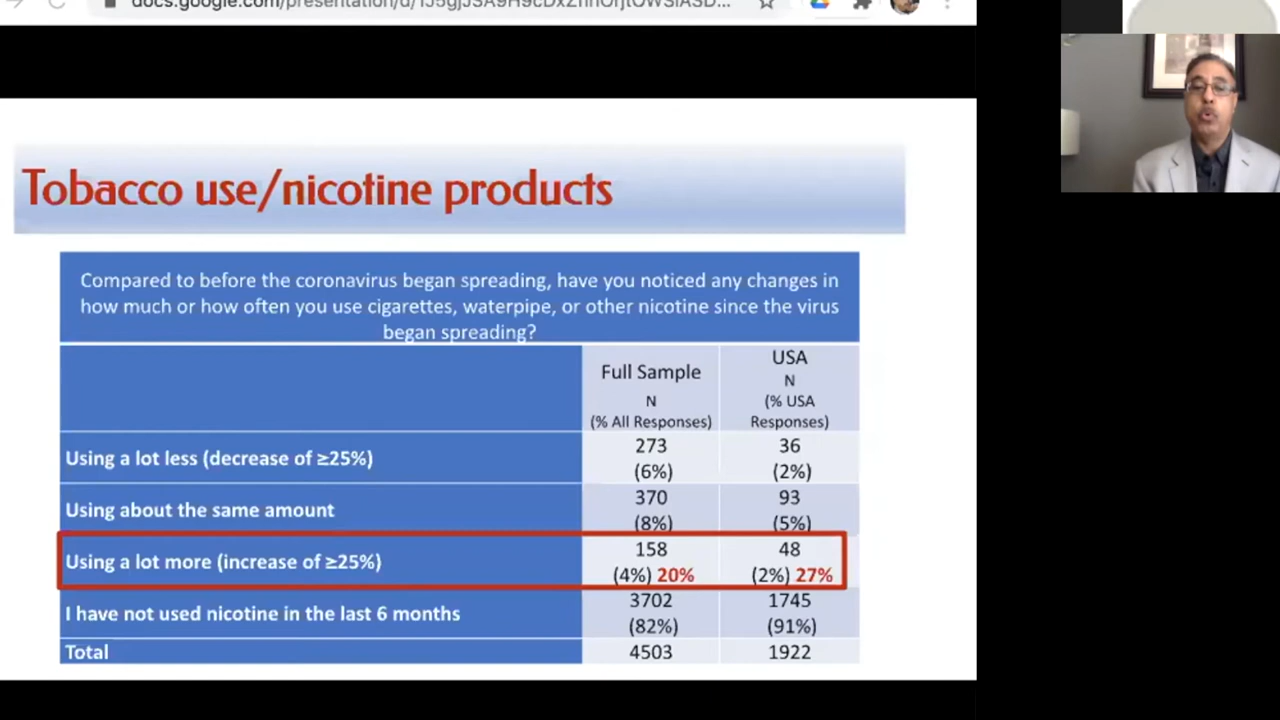 Tobacco use/nicotine products
Compared to before the coronavirus began spreading, have you noticed any changes in
how much or how often you use cigarettes, waterpipe, or other nicotine since the virus
began spreading?
Full Sample
N
(% All Responses)
USA
N
(% USA
Responses)
Using a lot less (decrease of ≥25%)
273
(6%)
36
(2%)
Using about the same amount
370
(8%)
93
(5%)
Using a lot more (increase of ≥25%)
158
(4%) 20%
48
(2%) 27%
I have not used nicotine in the last 6 months
3702
(82%)
1745
(91%)
Total
4503
1922